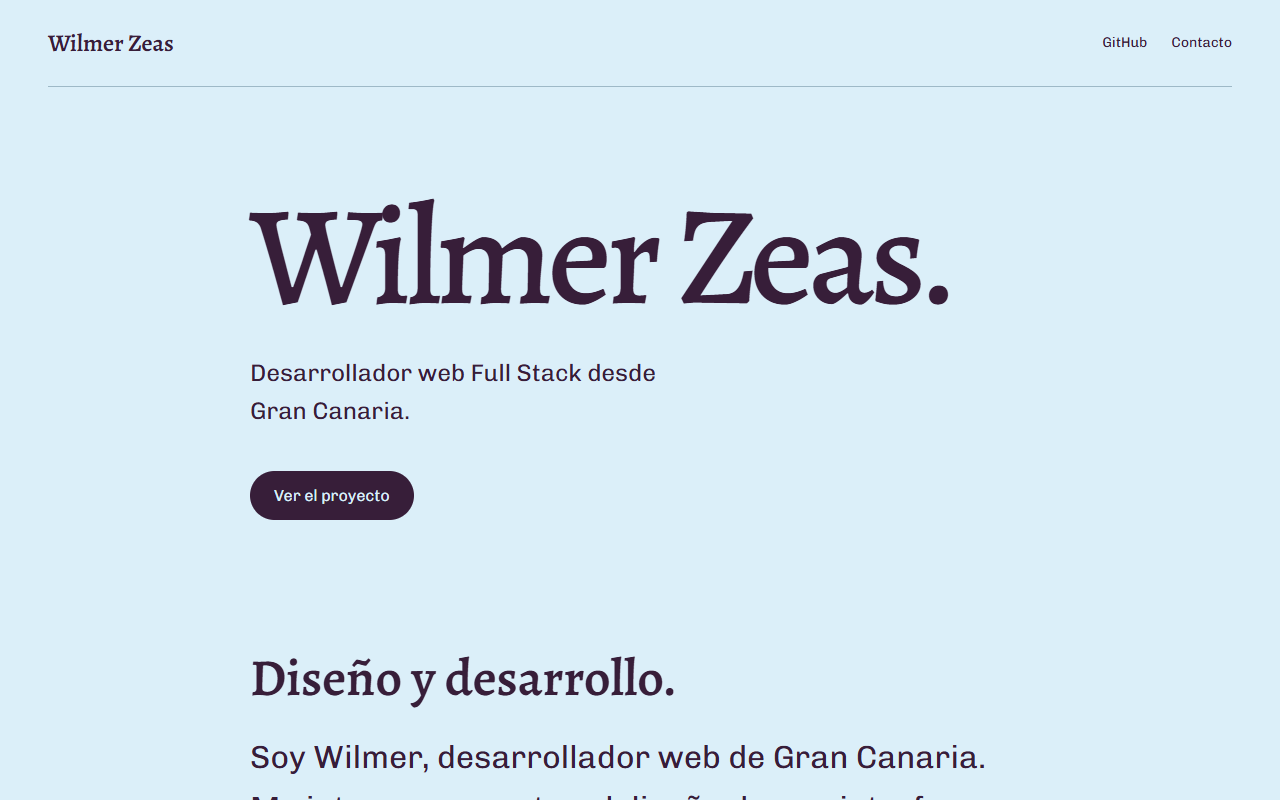 Wilmer Zeas
GitHub Contacto
Wilmer Zeas.
Desarrollador web Full Stack desde
Gran Canaria.
Ver el proyecto
Diseño y desarrollo.
Soy Wilmer, desarrollador web de Gran Canaria.